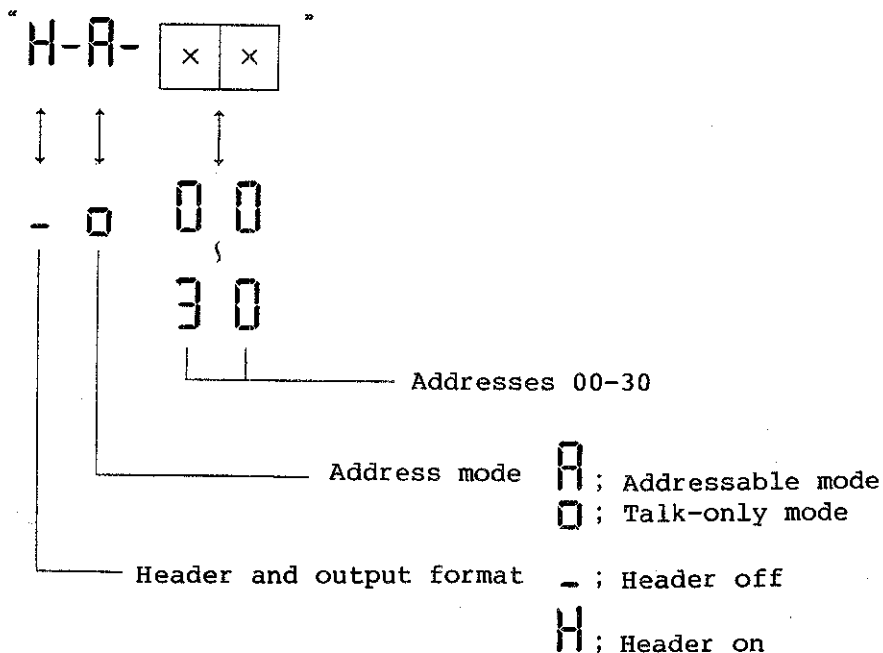 “H-A- × × ”
- o 0 0
3 0
Addresses 00-30
Address mode A ; Addressable mode
o ; Talk-only mode
Header and output format - ; Header off
H ; Header on